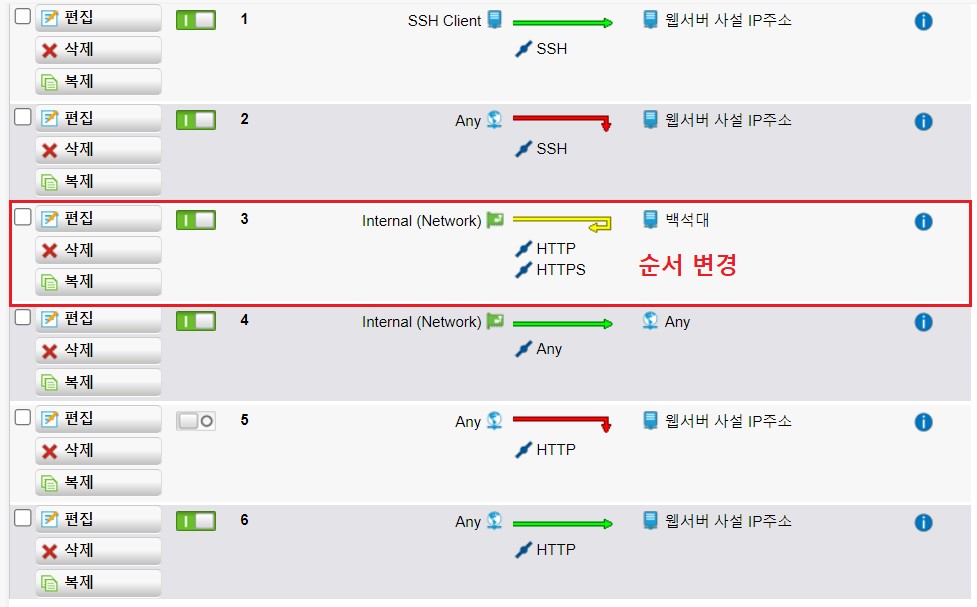 편집 1 SSH Client 웹서버 사설 IP주소
삭제 SSH
복제
편집 2 Any 웹서버 사설 IP주소
삭제 SSH
복제
편집 3 Internal (Network) 백석대
삭제 HTTP
HTTPS 순서 변경
복제
편집 4 Internal (Network) Any
삭제 Any
복제
편집 5 Any 웹서버 사설 IP주소
삭제 HTTP
복제
편집 6 Any 웹서버 사설 IP주소
삭제 HTTP
복제